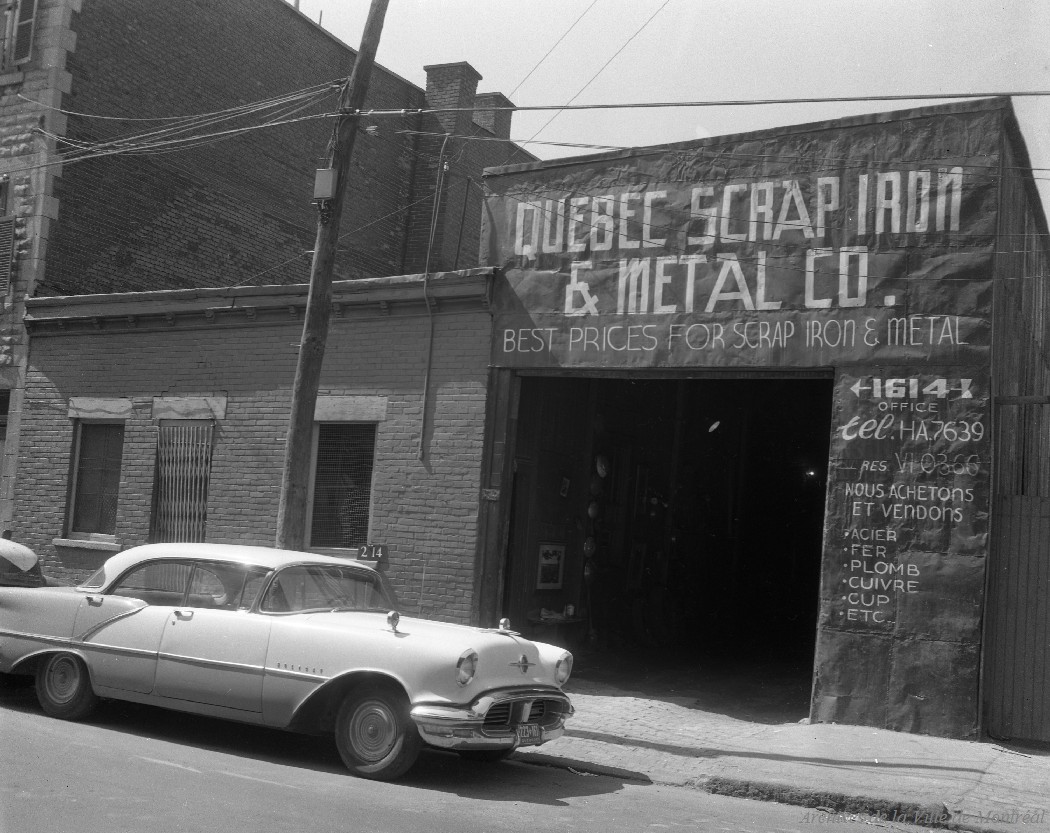 QUEBEC SCRAP IRON
& METAL CO.
BEST PRICES FOR SCRAP IRON & METAL
1614
OFFICE
tel. HA.7639
RES. VI-0366
NOUS ACHETONS
ET VENDONS
• ACIER
• FER
• PLOMB
• CUIVRE
• CUP
• ETC.
214
Archives de la Ville de Montréal